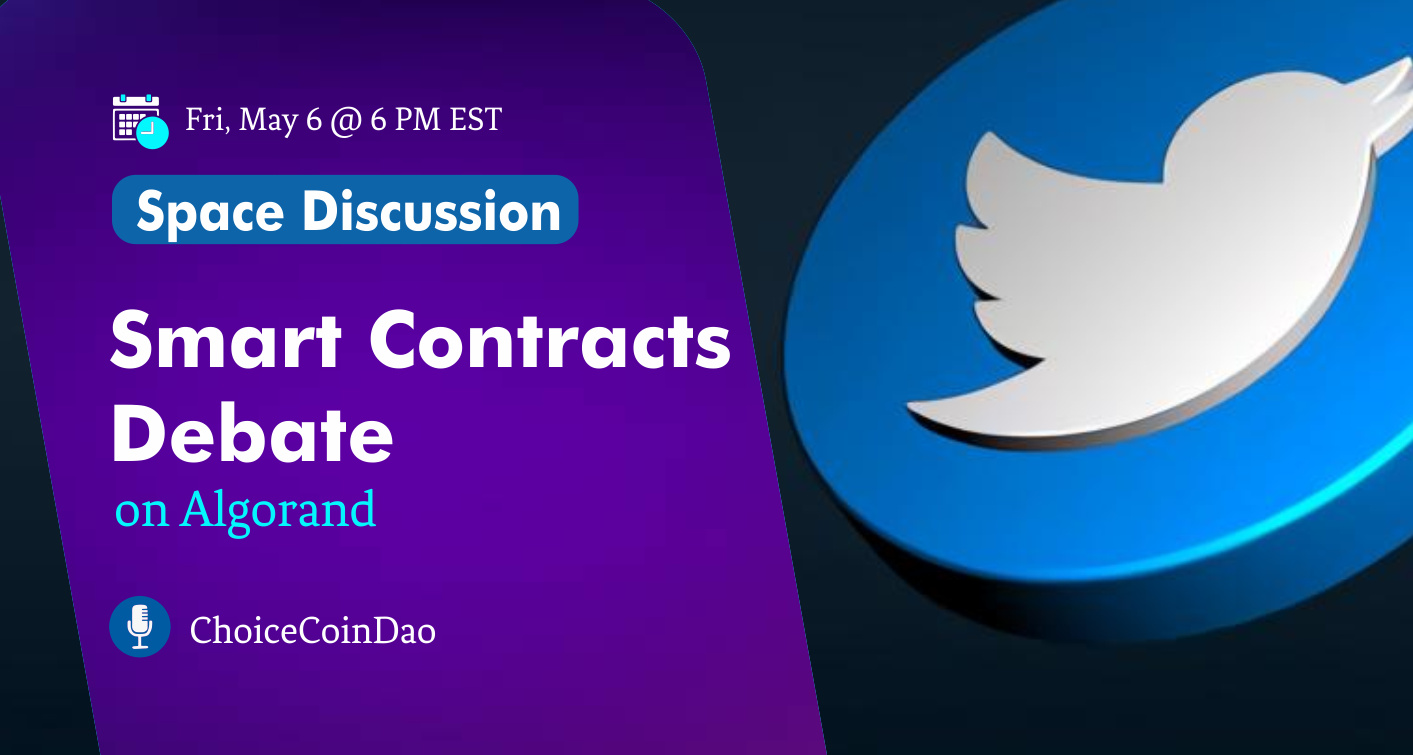 Fri, May 6 @ 6 PM EST
Space Discussion
Smart Contracts
Debate
on Algorand
ChoiceCoinDao